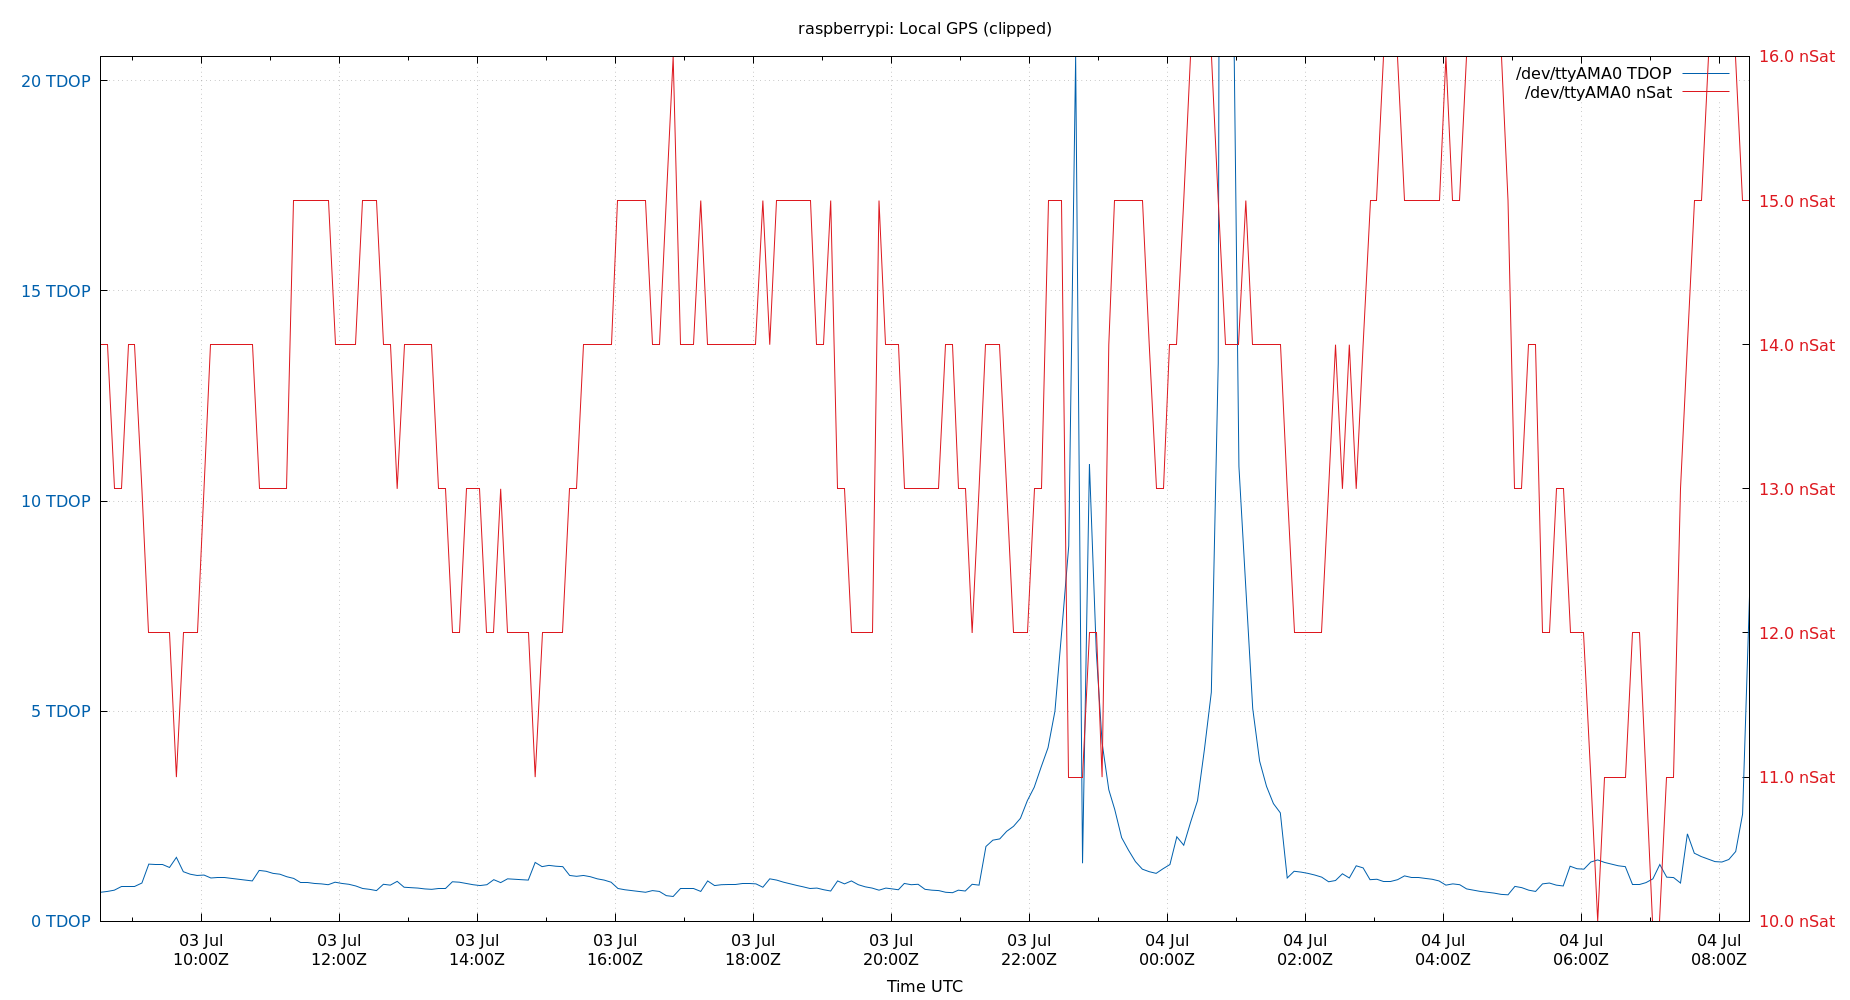 raspberrypi: Local GPS (clipped)
20 TDOP
15 TDOP
10 TDOP
5 TDOP
0 TDOP
16.0 nSat
15.0 nSat
14.0 nSat
13.0 nSat
12.0 nSat
11.0 nSat
10.0 nSat
/dev/ttyAMA0 TDOP
/dev/ttyAMA0 nSat
03 Jul 03 Jul 03 Jul 03 Jul 03 Jul 03 Jul 03 Jul 04 Jul 04 Jul 04 Jul 04 Jul 04 Jul
10:00Z 12:00Z 14:00Z 16:00Z 18:00Z 20:00Z 22:00Z 00:00Z 02:00Z 04:00Z 06:00Z 08:00Z
Time UTC